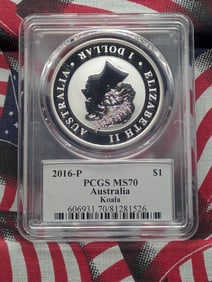 ELIZABETH II
AUSTRALIA
1 DOLLAR
2016-P $1
PCGS MS70
Australia
Koala
606931.70/81281526